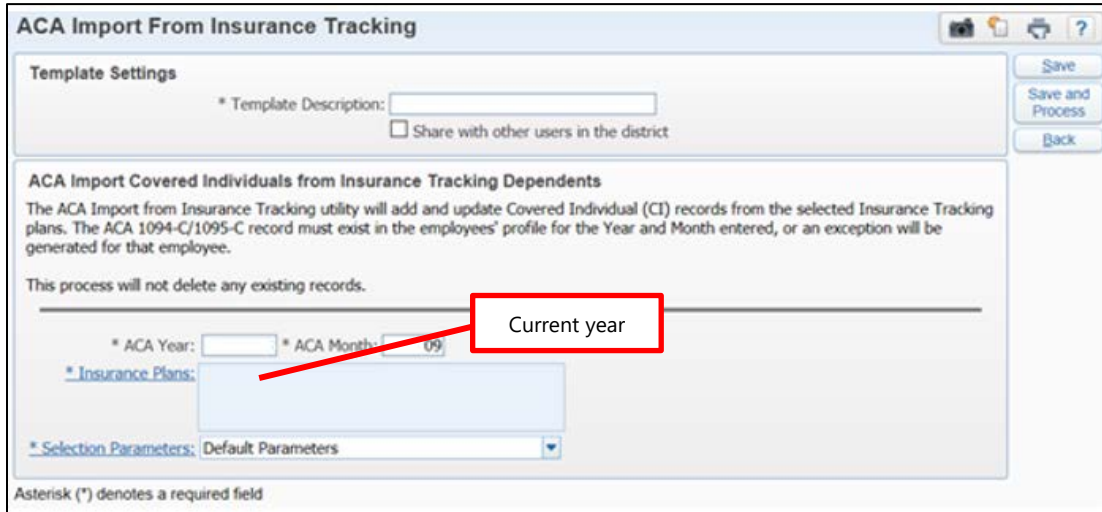 ACA Import From Insurance Tracking
?
Template Settings
* Template Description:
Share with other users in the district
Save
Save and
Process
Back
ACA Import Covered Individuals from Insurance Tracking Dependents
The ACA Import from Insurance Tracking utility will add and update Covered Individual (CI) records from the selected Insurance Tracking
plans. The ACA 1094-C/1095-C record must exist in the employees' profile for the Year and Month entered, or an exception will be
generated for that employee.
This process will not delete any existing records.
Current year
* ACA Year: * ACA Month: 09
* Insurance Plans:
* Selection Parameters: Default Parameters
Asterisk (*) denotes a required field